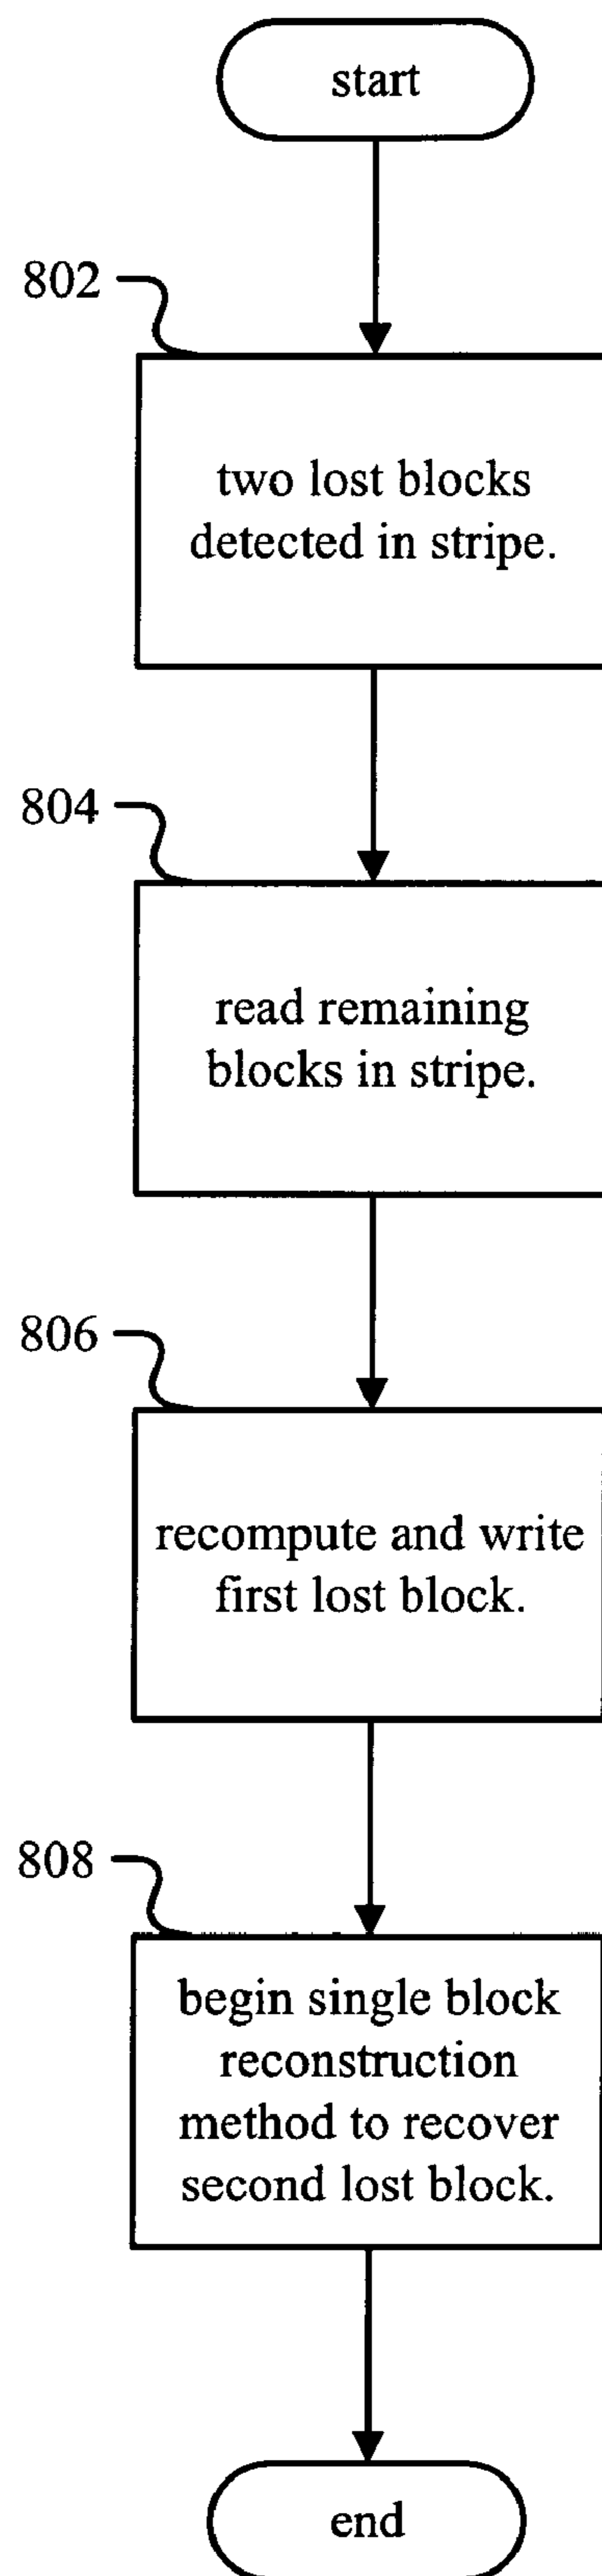 start
802
two lost blocks
detected in stripe.
804
read remaining
blocks in stripe.
806
recompute and write
first lost block.
808
begin single block
reconstruction
method to recover
second lost block.
end